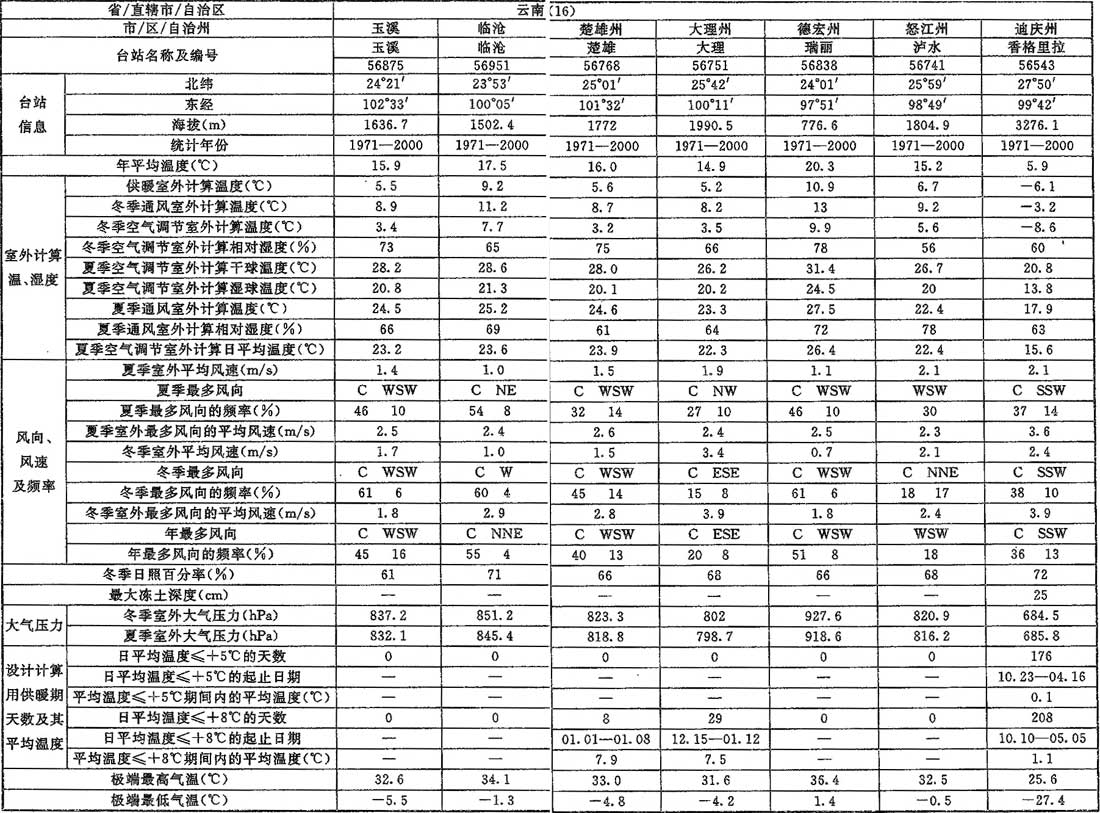 省/直辖市/自治区 云南(16)
市/区/自治州 玉溪 临沧 楚雄州 大理州 德宏州 怒江州 迪庆州
台站名称及编号 玉溪 临沧 楚雄 大理 瑞丽 泸水 香格里拉
56875 56951 56768 56751 56838 56741 56543
台站信息 北纬 24°21′ 23°53′ 25°01′ 25°42′ 24°01′ 25°59′ 27°50′
东经 102°33′ 100°05′ 101°32′ 100°11′ 97°51′ 98°49′ 99°42′
海拔(m) 1636.7 1502.4 1772 1990.5 776.6 1804.9 3276.1
统计年份 1971—2000 1971—2000 1971—2000 1971—2000 1971—2000 1971—2000 1971—2000
年平均温度(℃) 15.9 17.5 16.0 14.9 20.3 15.2 5.9
室外计算温、湿度 供暖室外计算温度(℃) 5.5 9.2 5.6 5.2 10.9 6.7 −6.1
冬季通风室外计算温度(℃) 8.9 11.2 8.7 8.2 13 9.2 −3.2
冬季空气调节室外计算温度(℃) 3.4 7.7 3.2 3.5 9.9 5.6 −8.6
冬季空气调节室外计算相对湿度(%) 73 65 75 66 78 56 60
夏季空气调节室外计算干球温度(℃) 28.2 28.6 28.0 26.2 31.4 26.7 20.8
夏季空气调节室外计算湿球温度(℃) 20.8 21.3 20.1 20.2 24.5 20 13.8
夏季通风室外计算温度(℃) 24.5 25.2 24.6 23.3 27.5 22.4 17.9
夏季通风室外计算相对湿度(%) 66 69 61 64 72 78 63
夏季空气调节室外计算日平均温度(℃) 23.2 23.6 23.9 22.3 26.4 22.4 15.6
风向、风速及频率 夏季室外平均风速(m/s) 1.4 1.0 1.5 1.9 1.1 2.1 2.1
夏季最多风向 C WSW C NE C WSW C NW C WSW WSW C SSW
夏季最多风向的频率(%) 46 10 54 8 32 14 27 10 46 10 30 37 14
夏季室外最多风向的平均风速(m/s) 2.5 2.4 2.6 2.4 2.5 2.3 3.6
冬季室外平均风速(m/s) 1.7 1.0 1.5 3.4 0.7 2.1 2.4
冬季最多风向 C WSW C W C WSW C ESE C WSW C NNE C SSW
冬季最多风向的频率(%) 61 6 60 4 45 14 15 8 61 6 18 17 38 10
冬季室外最多风向的平均风速(m/s) 1.8 2.9 2.8 3.9 1.8 2.4 3.9
年最多风向 C WSW C NNE C WSW C ESE C WSW WSW C SSW
年最多风向的频率(%) 45 16 55 4 40 13 20 8 51 8 18 36 13
冬季日照百分率(%) 61 71 66 68 66 68 72
最大冻土深度(cm) — — — — — — 25
大气压力 冬季室外大气压力(hPa) 837.2 851.2 823.3 802 927.6 820.9 684.5
夏季室外大气压力(hPa) 832.1 845.4 818.8 798.7 918.6 816.2 685.8
设计计算用供暖期天数及其平均温度 日平均温度≤+5℃的天数 0 0 0 0 0 0 176
日平均温度≤+5℃的起止日期 — — — — — — 10.23—04.16
平均温度≤+5℃期间内的平均温度(℃) — — — — — — 0.1
日平均温度≤+8℃的天数 0 0 8 29 0 0 208
日平均温度≤+8℃的起止日期 — — 01.01—01.08 12.15—01.12 — — 10.10—05.05
平均温度≤+8℃期间内的平均温度(℃) — — 7.9 7.5 — — 1.1
极端最高气温(℃) 32.6 34.1 33.0 31.6 36.4 32.5 25.6
极端最低气温(℃) −5.5 −1.3 −4.8 −4.2 1.4 −0.5 −27.4